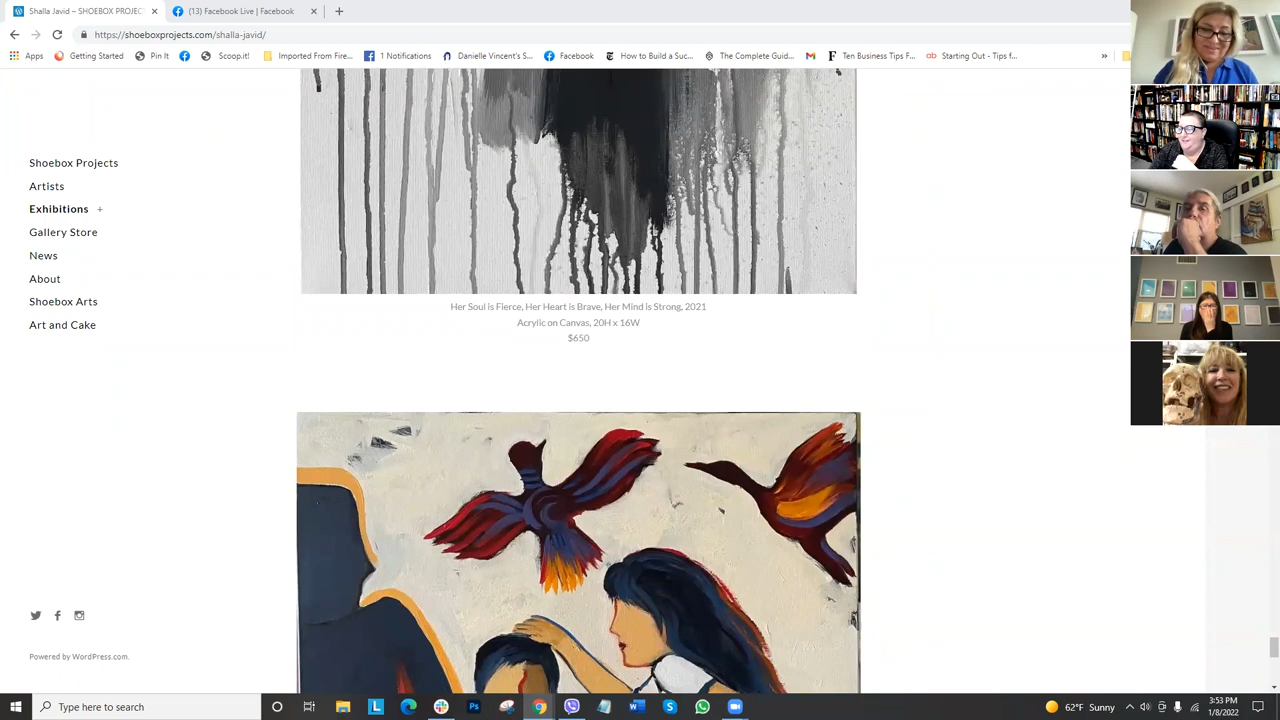 Shalla Javid – SHOEBOX PROJEC
(13) Facebook Live | Facebook
https://shoeboxprojects.com/shalla-javid/
Apps
Getting Started
Pin It
Scoop.it!
Imported From Fire...
1 Notifications
Danielle Vincent's S...
Facebook
How to Build a Suc...
The Complete Guid...
Ten Business Tips F...
Starting Out - Tips f...
»
Shoebox Projects
Artists
Exhibitions +
Gallery Store
News
About
Shoebox Arts
Art and Cake
Her Soul is Fierce, Her Heart is Brave, Her Mind is Strong, 2021
Acrylic on Canvas, 20H x 16W
$650
Powered by WordPress.com.
Type here to search
62°F Sunny
3:53 PM
1/8/2022